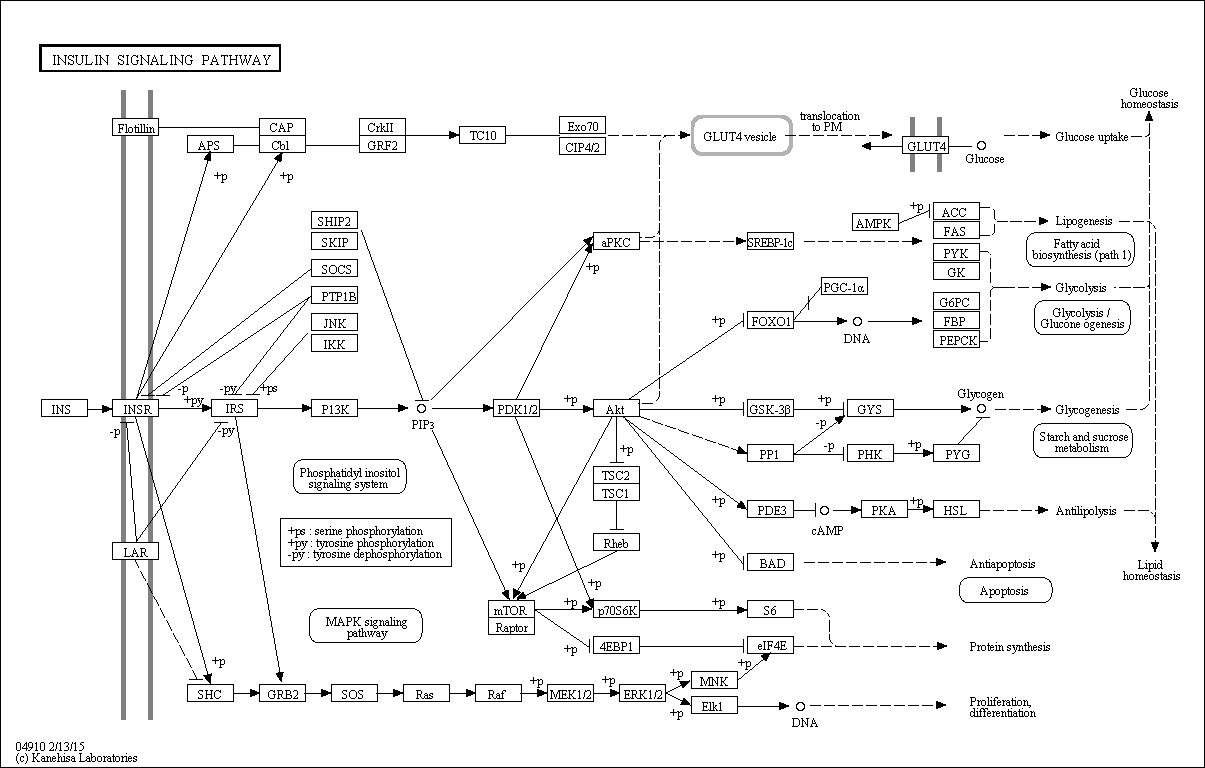 INSULIN SIGNALING PATHWAY
Glucose
homeostasis
Flotillin
CAP
CrkII
Exo70
translocation
to PM
APS
Cbl
GRF2
TC10
CIP4/2
GLUT4 vesicle
GLUT4
Glucose
Glucose uptake
+p
+p
SHIP2
SKIP
SOCS
PTP1B
JNK
IKK
aPKC
+p
SREBP-1c
AMPK
+p
ACC
FAS
PYK
GK
G6PC
FBP
PEPCK
Lipogenesis
Fatty acid
biosynthesis (path 1)
Glycolysis
Glycolysis /
Glucone ogenesis
PGC-1α
+p
FOXO1
DNA
INS
INSR
-p
+py
-py
+ps
IRS
P13K
PIP3
PDK1/2
+p
Akt
+p
GSK-3β
+p
GYS
Glycogen
Glycogenesis
-p
-py
-p
-p
PP1
PHK
+p
PYG
Starch and sucrose
metabolism
Phosphatidyl inositol
signaling system
+p
TSC2
TSC1
+p
PDE3
cAMP
PKA
+p
HSL
Antilipolysis
+ps : serine phosphorylation
+py : tyrosine phosphorylation
-py : tyrosine dephosphorylation
LAR
Rheb
+p
BAD
Antiapoptosis
Apoptosis
Lipid
homeostasis
+p
+p
mTOR
Raptor
+p
p70S6K
+p
S6
+p
4EBP1
eIF4E
Protein synthesis
MAPK signaling
pathway
+p
SHC
GRB2
SOS
Ras
Raf
+p
MEK1/2
+p
ERK1/2
+p
MNK
+p
+p
Elk1
DNA
Proliferation,
differentiation
04910 2/13/15
(c) Kanehisa Laboratories